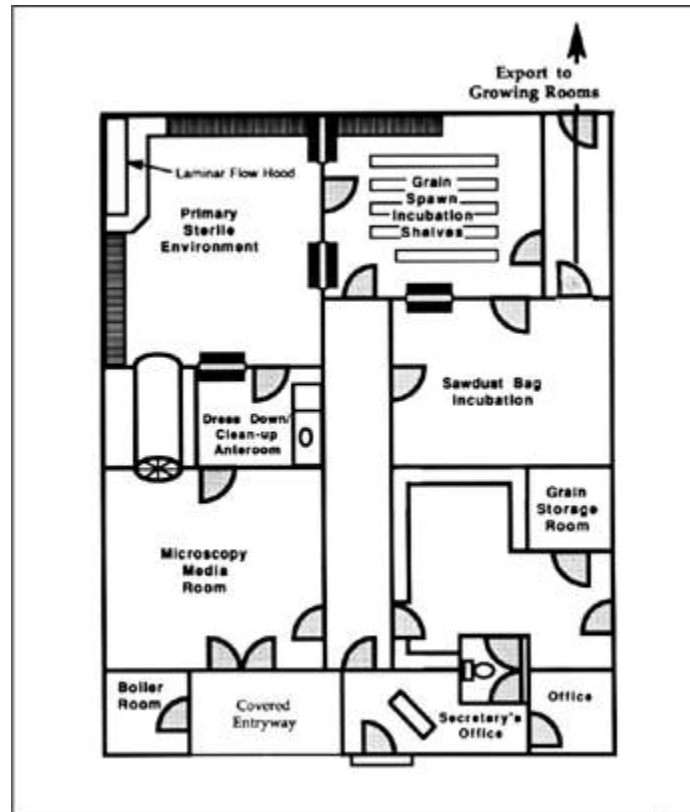 Export to
Growing Rooms
Laminar Flow Hood
Primary
Sterile
Environment
Grain
Spawn
Incubation
Shelves
Sawdust Bag
Incubation
Dress Down/
Clean-up
Anteroom
Grain
Storage
Room
Microscopy
Media
Room
Boiler
Room
Covered
Entryway
Secretary's
Office
Office